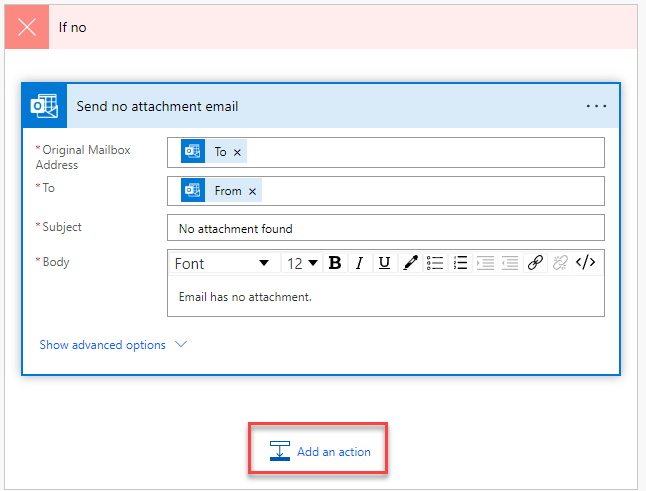 If no
Send no attachment email
* Original Mailbox
Address
To ×
* To
From ×
* Subject
No attachment found
* Body
Font 12 B I U </>
Email has no attachment.
Show advanced options
Add an action